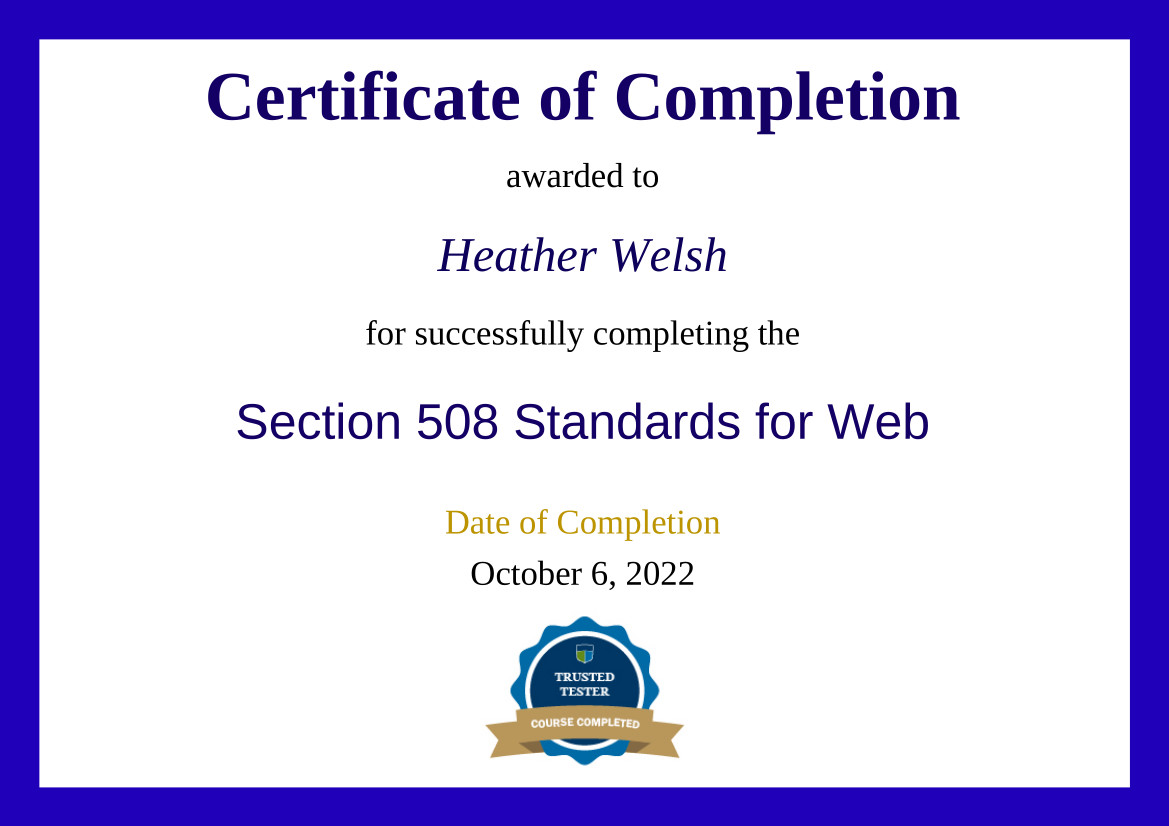 Certificate of Completion
awarded to
Heather Welsh
for successfully completing the
Section 508 Standards for Web
Date of Completion
October 6, 2022
TRUSTED
TESTER
COURSE COMPLETED